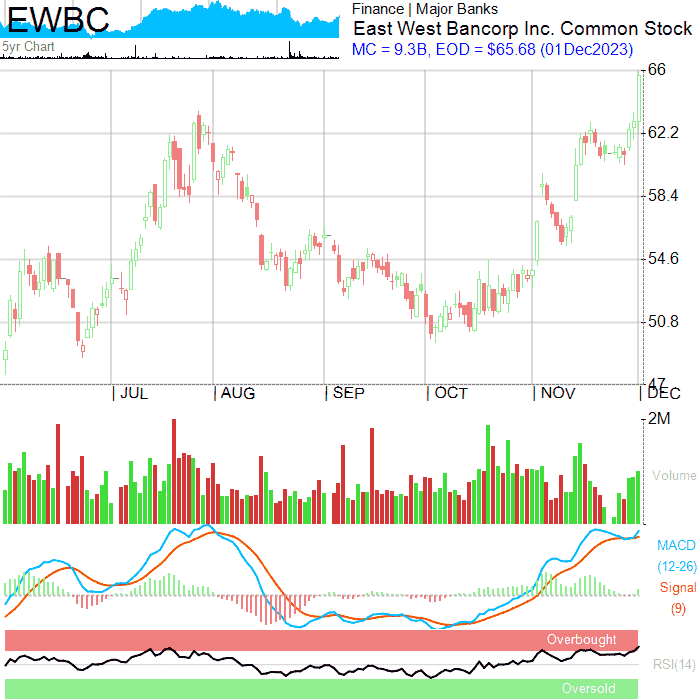 EWBC
5yr Chart
Finance | Major Banks
East West Bancorp Inc. Common Stock
MC = 9.3B, EOD = $65.68 (01Dec2023)
66
62.2
58.4
54.6
50.8
47
| JUL | AUG | SEP | OCT | NOV | DEC
2M
Volume
MACD
(12-26)
Signal
(9)
Overbought
RSI(14)
Oversold